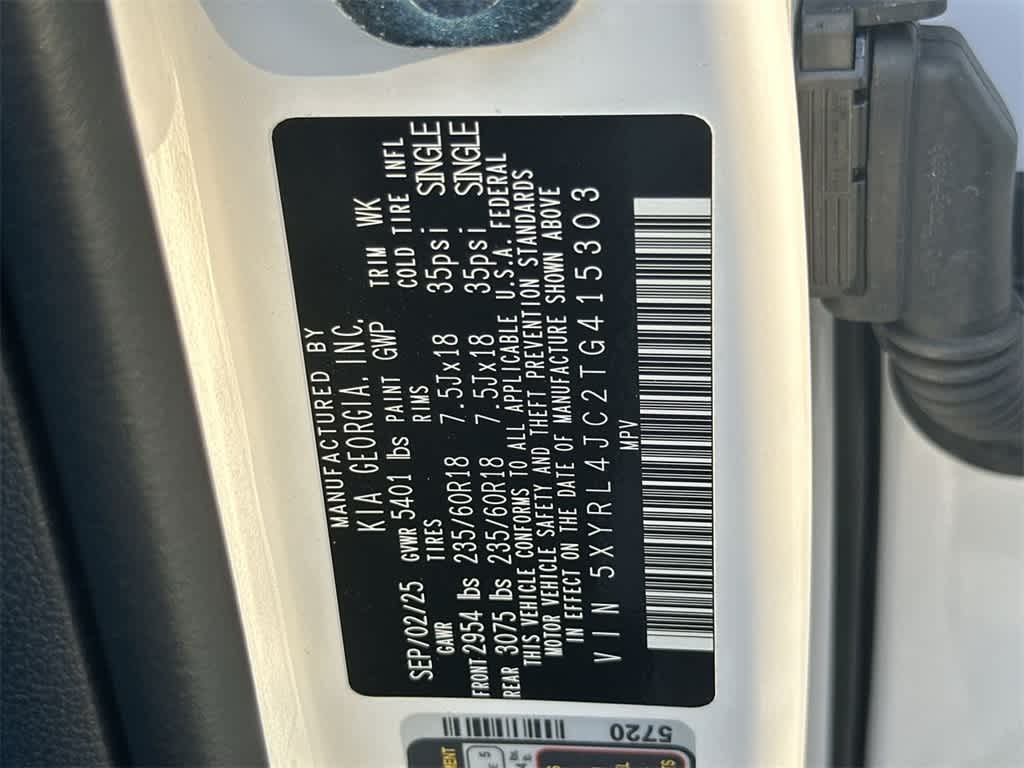 MANUFACTURED BY
KIA GEORGIA, INC.
SEP/02/25 GVWR 5401 lbs PAINT GWP TRIM WK
GAWR TIRES RIMS COLD TIRE INFL
FRONT 2954 lbs 235/60R18 7.5Jx18 35psi SINGLE
REAR 3075 lbs 235/60R18 7.5Jx18 35psi SINGLE
THIS VEHICLE CONFORMS TO ALL APPLICABLE U.S.A. FEDERAL
MOTOR VEHICLE SAFETY AND THEFT PREVENTION STANDARDS
IN EFFECT ON THE DATE OF MANUFACTURE SHOWN ABOVE
VIN 5XYRL4JC2TG415303
MPV
5720